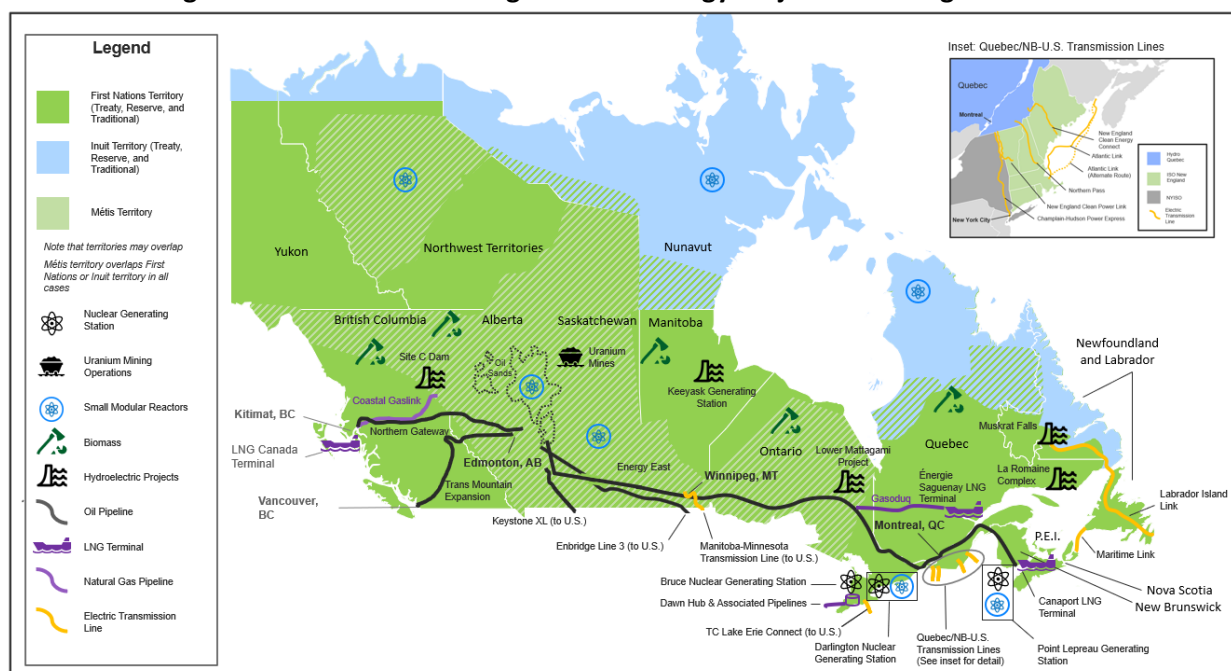 Legend
First Nations Territory
(Treaty, Reserve, and
Traditional)
Inuit Territory (Treaty,
Reserve, and
Traditional)
Métis Territory
Note that territories may overlap
Métis territory overlaps First
Nations or Inuit territory in all
cases
Nuclear Generating
Station
Uranium Mining
Operations
Small Modular Reactors
Biomass
Hydroelectric Projects
Oil Pipeline
LNG Terminal
Natural Gas Pipeline
Electric Transmission
Line
Inset: Quebec/NB-U.S. Transmission Lines
Quebec
Montreal
New England
Clean Energy
Connect
Atlantic Link
Atlantic Link
(Alternate Route)
Northern Pass
New England Clean Power Link
New York City
Champlain-Hudson Power Express
Hydro
Quebec
ISO New
England
NYISO
Electric
Transmission
Line
Yukon
Northwest Territories
Nunavut
British Columbia
Alberta
Saskatchewan
Manitoba
Site C Dam
Oil
Sands
Uranium
Mines
Keeyask Generating
Station
Newfoundland
and Labrador
Coastal Gaslink
Kitimat, BC
Northern Gateway
LNG Canada
Terminal
Edmonton, AB
Trans Mountain
Expansion
Vancouver,
BC
Energy East
Winnipeg, MT
Ontario
Lower Mattagami
Project
Quebec
Muskrat Falls
La Romaine
Complex
Énergie
Saguenay LNG
Terminal
Gasoduq
Montreal, QC
Labrador Island
Link
P.E.I.
Maritime Link
Keystone XL (to U.S.)
Enbridge Line 3 (to U.S.)
Manitoba-Minnesota
Transmission Line (to U.S.)
Bruce Nuclear Generating Station
Dawn Hub & Associated Pipelines
TC Lake Erie Connect (to U.S.)
Darlington Nuclear
Generating Station
Quebec/NB-U.S.
Transmission Lines
(See inset for detail)
Canaport LNG
Terminal
Nova Scotia
New Brunswick
Point Lepreau Generating
Station